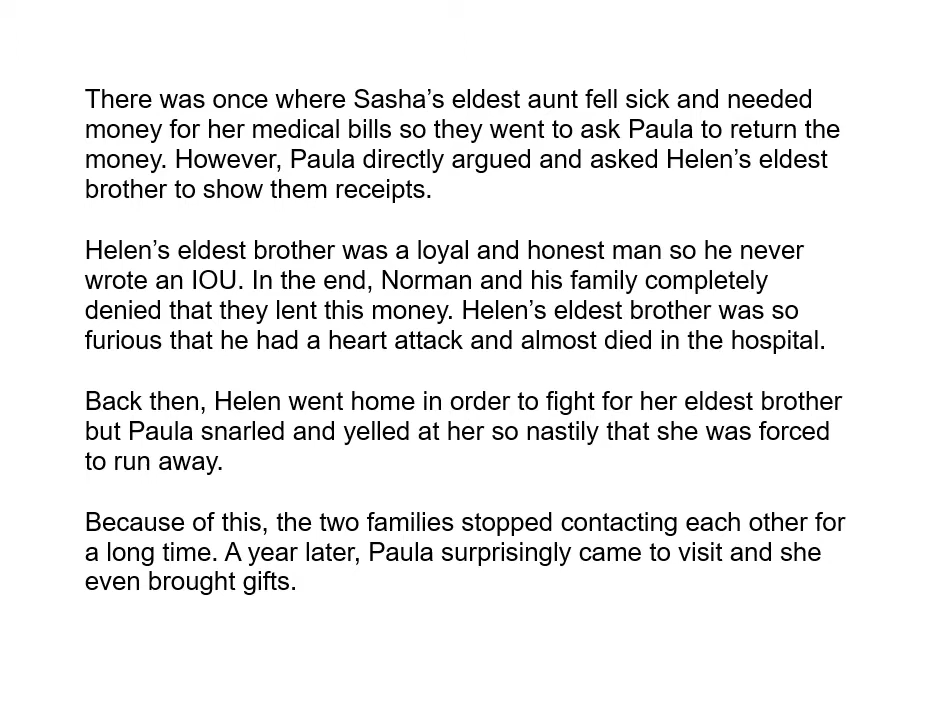 There was once where Sasha’s eldest aunt fell sick and needed
money for her medical bills so they went to ask Paula to return the
money. However, Paula directly argued and asked Helen’s eldest
brother to show them receipts.
Helen’s eldest brother was a loyal and honest man so he never
wrote an IOU. In the end, Norman and his family completely
denied that they lent this money. Helen’s eldest brother was so
furious that he had a heart attack and almost died in the hospital.
Back then, Helen went home in order to fight for her eldest brother
but Paula snarled and yelled at her so nastily that she was forced
to run away.
Because of this, the two families stopped contacting each other for
a long time. A year later, Paula surprisingly came to visit and she
even brought gifts.